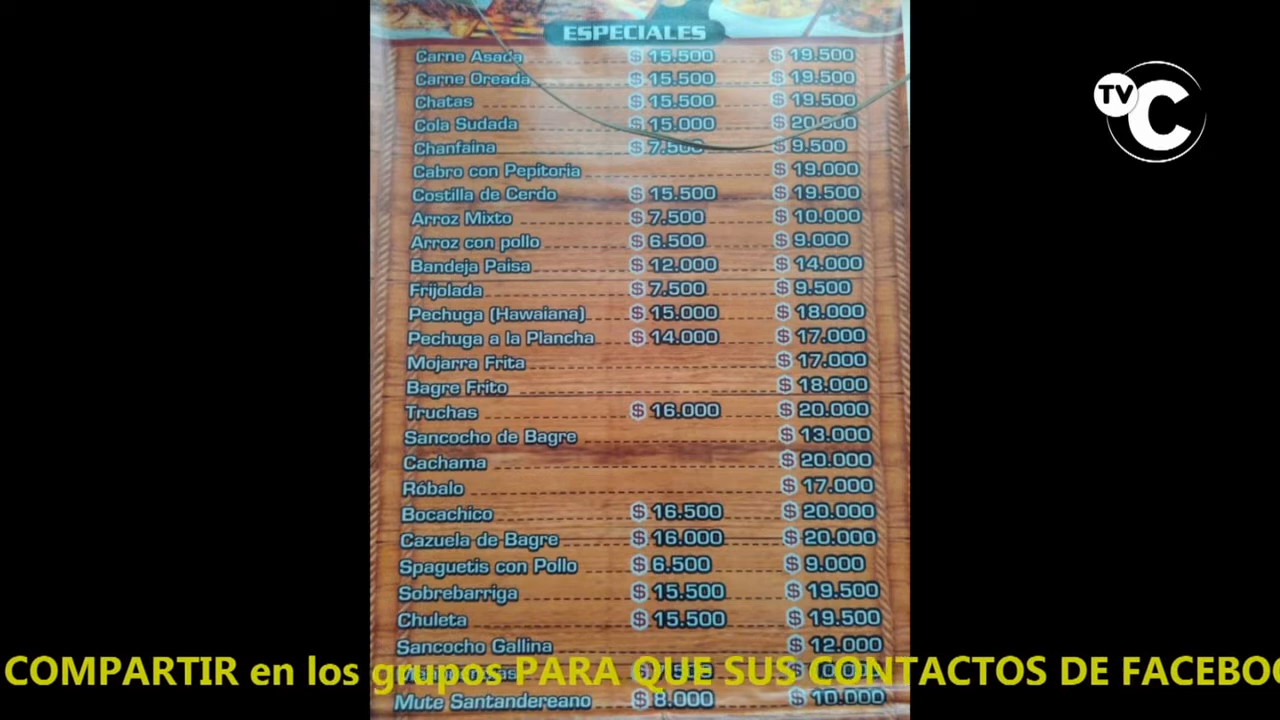 ESPECIALES
Carne Asada $ 15.500 $ 19.500
Carne Oreada $ 15.500 $ 19.500
Chatas $ 15.500 $ 19.500
Cola Sudada $ 15.000 $ 20.500
Chanfaina $ 7.500 $ 9.500
Cabro con Pepitoria $ 19.000
Costilla de Cerdo $ 15.500 $ 19.500
Arroz Mixto $ 7.500 $ 10.000
Arroz con pollo $ 6.500 $ 9.000
Bandeja Paisa $ 12.000 $ 14.000
Frijolada $ 7.500 $ 9.500
Pechuga (Hawaiana) $ 15.000 $ 18.000
Pechuga a la Plancha $ 14.000 $ 17.000
Mojarra Frita $ 17.000
Bagre Frito $ 18.000
Truchas $ 16.000 $ 20.000
Sancocho de Bagre $ 13.000
Cachama $ 20.000
Róbalo $ 17.000
Bocachico $ 16.500 $ 20.000
Cazuela de Bagre $ 16.000 $ 20.000
Spaguetis con Pollo $ 6.500 $ 9.000
Sobrebarriga $ 15.500 $ 19.500
Chuleta $ 15.500 $ 19.500
Sancocho Gallina $ 12.000
Mute Santandereano $ 8.000 $ 10.000
TV C
COMPARTIR en los grupos PARA QUE SUS CONTACTOS DE FACEBOO